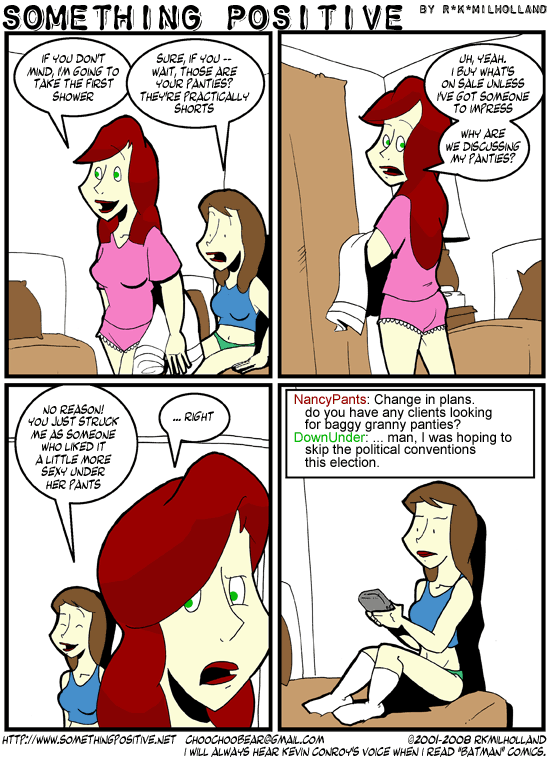 SOMETHING POSITIVE BY R*K*MILHOLLAND
IF YOU DON'T
MIND, I'M GOING TO
TAKE THE FIRST
SHOWER
SURE, IF YOU --
WAIT, THOSE ARE
YOUR PANTIES?
THEY'RE PRACTICALLY
SHORTS
UH, YEAH.
I BUY WHAT'S
ON SALE UNLESS
I'VE GOT SOMEONE
TO IMPRESS
WHY ARE
WE DISCUSSING
MY PANTIES?
NO REASON!
YOU JUST STRUCK
ME AS SOMEONE
WHO LIKED IT
A LITTLE MORE
SEXY UNDER
HER PANTS
... RIGHT
NancyPants: Change in plans.
do you have any clients looking
for baggy granny panties?
DownUnder: ... man, I was hoping to
skip the political conventions
this election.
HTTP://WWW.SOMETHINGPOSITIVE.NET CHOOCHOOBEAR@GMAIL.COM ©2001-2008 RKMILHOLLAND
I WILL ALWAYS HEAR KEVIN CONROY'S VOICE WHEN I READ "BATMAN" COMICS.